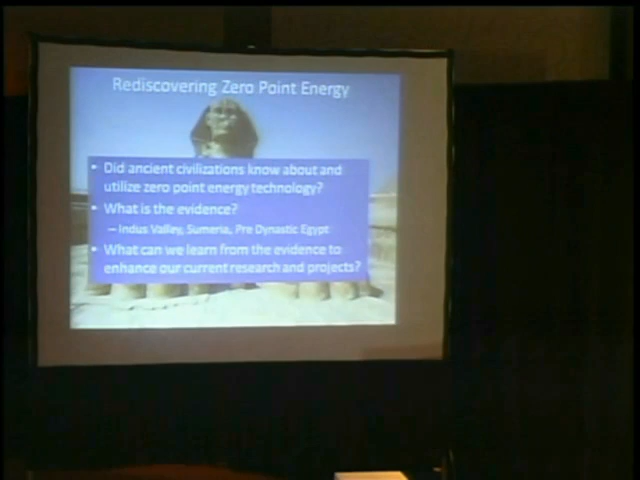 Rediscovering Zero Point Energy
• Did ancient civilizations know about and
utilize zero point energy technology?
• What is the evidence?
– Indus Valley, Sumeria, Pre Dynastic Egypt
• What can we learn from the evidence to
enhance our current research and projects?